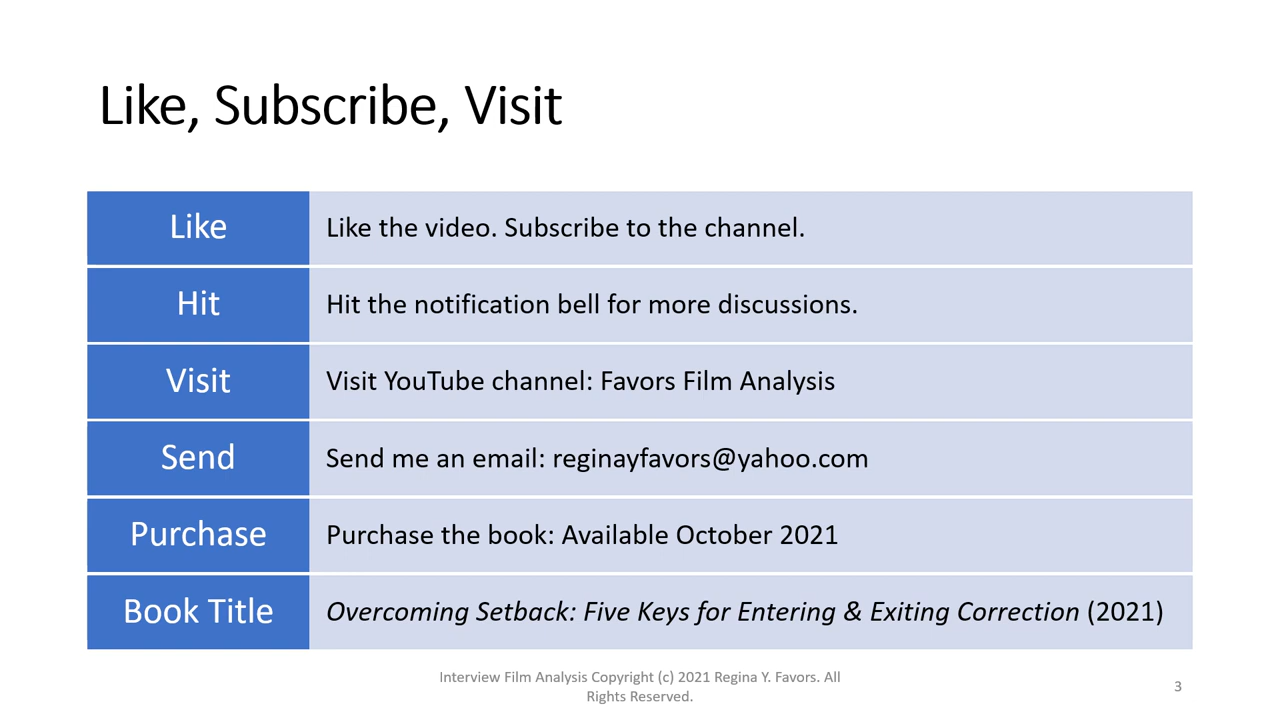 Like, Subscribe, Visit
Like
Like the video. Subscribe to the channel.
Hit
Hit the notification bell for more discussions.
Visit
Visit YouTube channel: Favors Film Analysis
Send
Send me an email: reginayfavors@yahoo.com
Purchase
Purchase the book: Available October 2021
Book Title
Overcoming Setback: Five Keys for Entering & Exiting Correction (2021)
Interview Film Analysis Copyright (c) 2021 Regina Y. Favors. All
Rights Reserved.
3